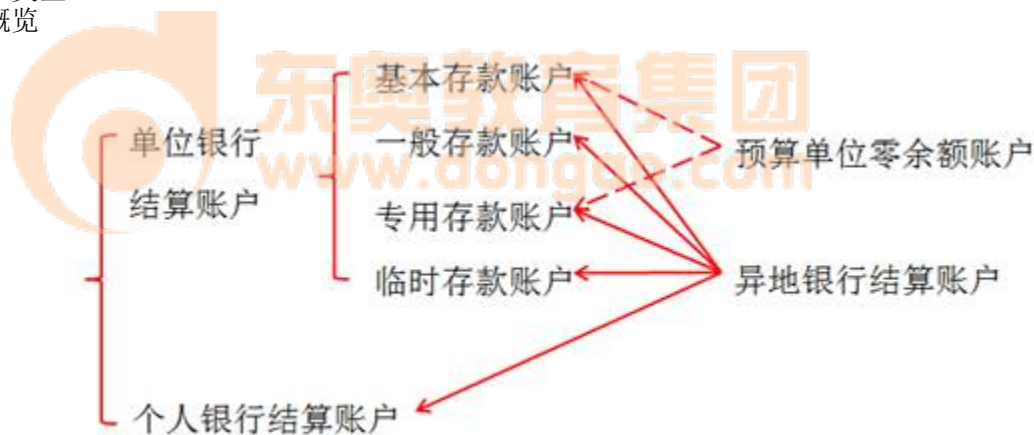 概览
东奥教育集团
www.dongao.com
基本存款账户
单位银行
结算账户
一般存款账户
预算单位零余额账户
专用存款账户
临时存款账户
异地银行结算账户
个人银行结算账户